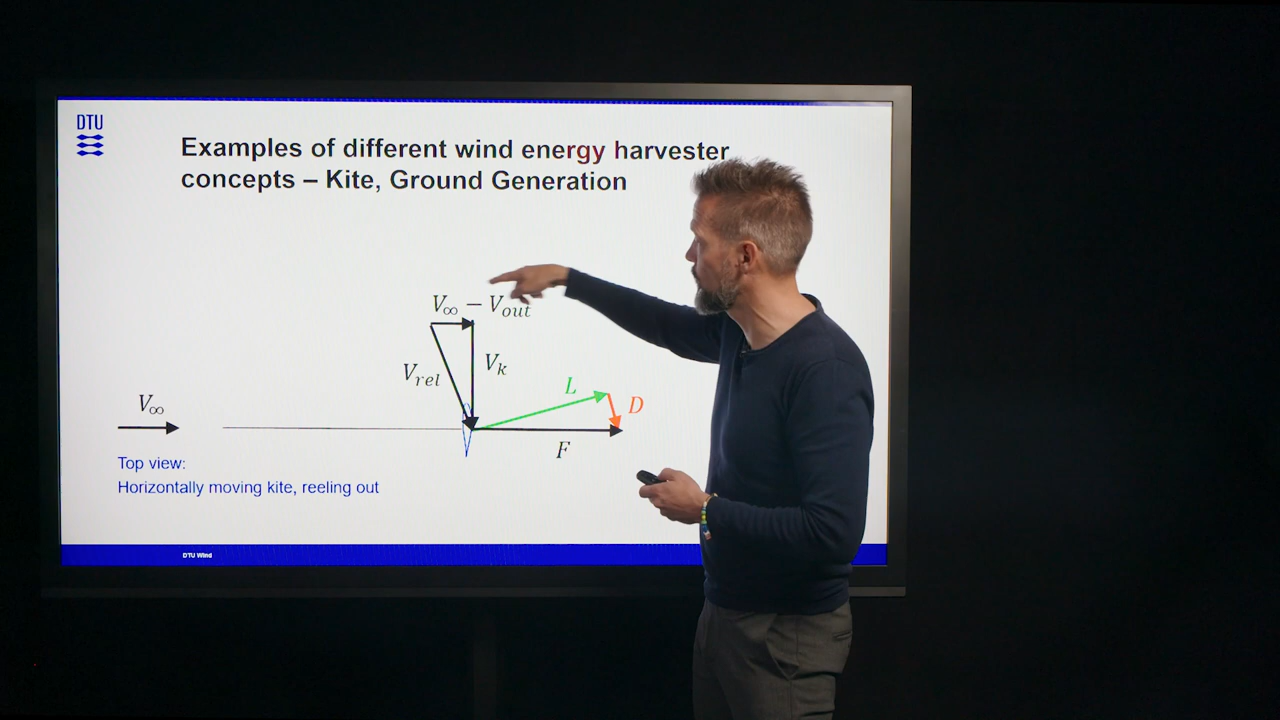 DTU
Examples of different wind energy harvester
concepts – Kite, Ground Generation
V∞ − Vout
Vrel
Vk
L
D
V∞
F
Top view:
Horizontally moving kite, reeling out
DTU Wind